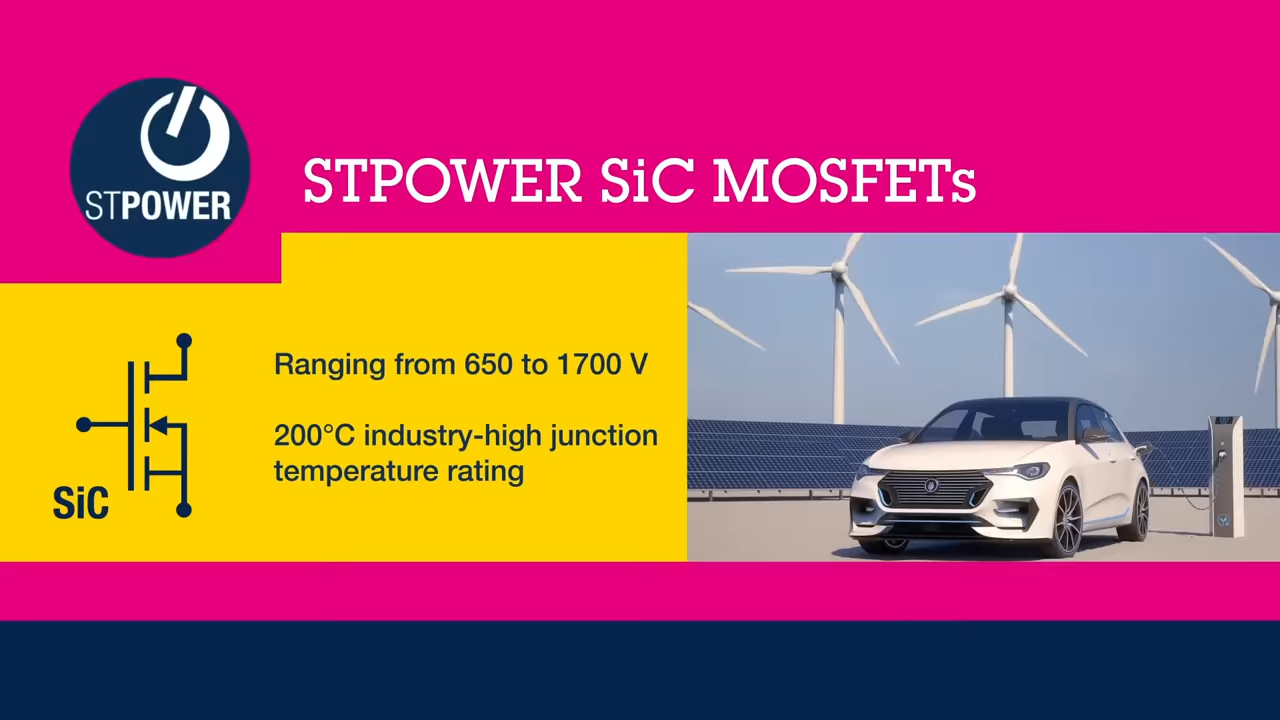 STPOWER
STPOWER SiC MOSFETs
Ranging from 650 to 1700 V
200°C industry-high junction
temperature rating
SiC